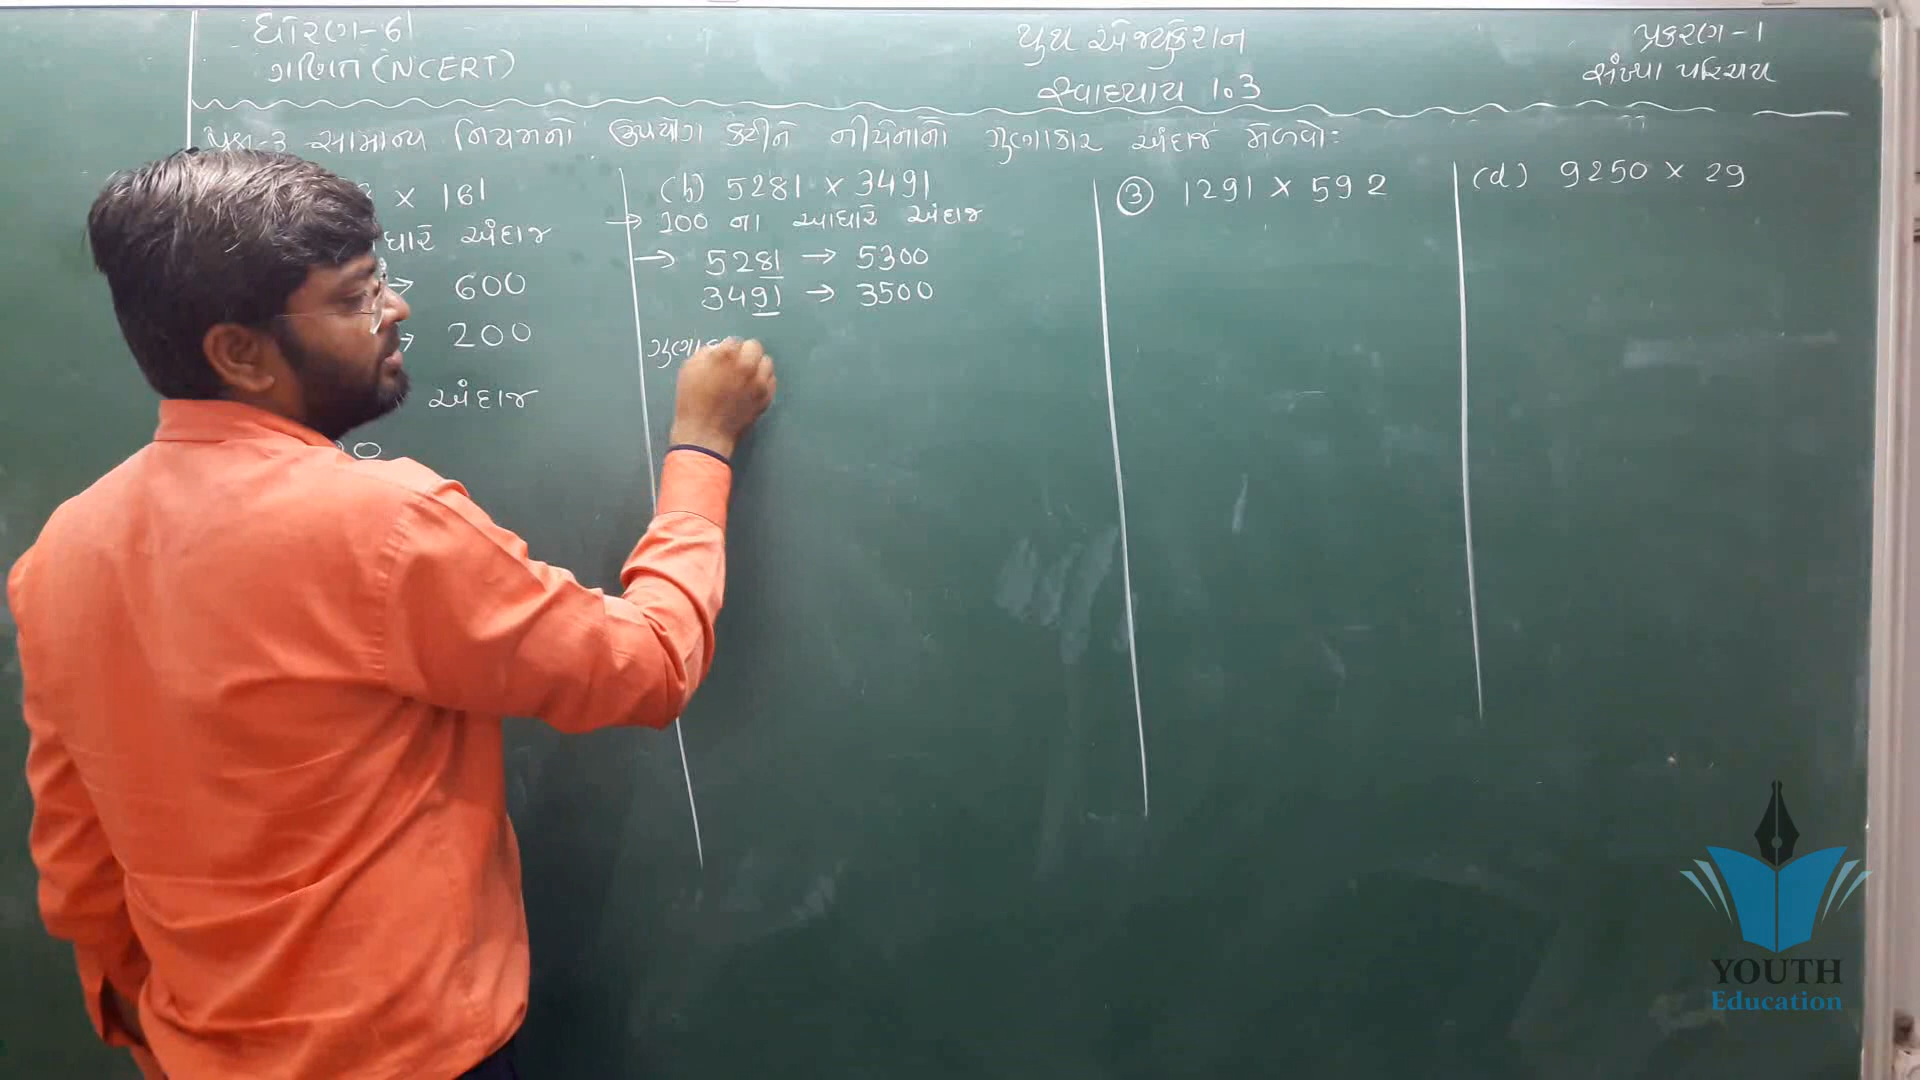 ધોરણ-6
ગણિત (NCERT)
યુથ એજ્યુકેશન
સ્વાધ્યાય 1.3
પ્રકરણ-1
સંખ્યા પરિચય
પ્રશ્ન-3 સામાન્ય નિયમનો ઉપયોગ કરીને નીચેનાનો ગુણાકાર અંદાજ મેળવો:
× 161
અંદાજ
→ 600
→ 200
અંદાજ
(b) 5281 × 3491
→ 100 ના આધારે અંદાજ
→ 5281 → 5300
3491 → 3500
③ 1291 × 592
(d) 9250 × 29
YOUTH
Education